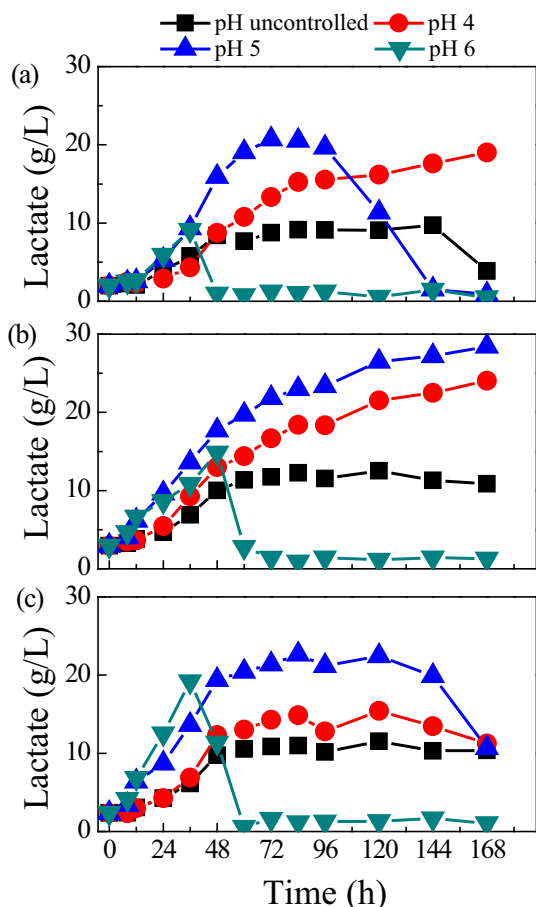 pH uncontrolled pH 4
pH 5 pH 6
(a)
30
20
10
0
Lactate (g/L)
(b)
30
20
10
0
Lactate (g/L)
(c)
30
20
10
0
Lactate (g/L)
0 24 48 72 96 120 144 168
Time (h)